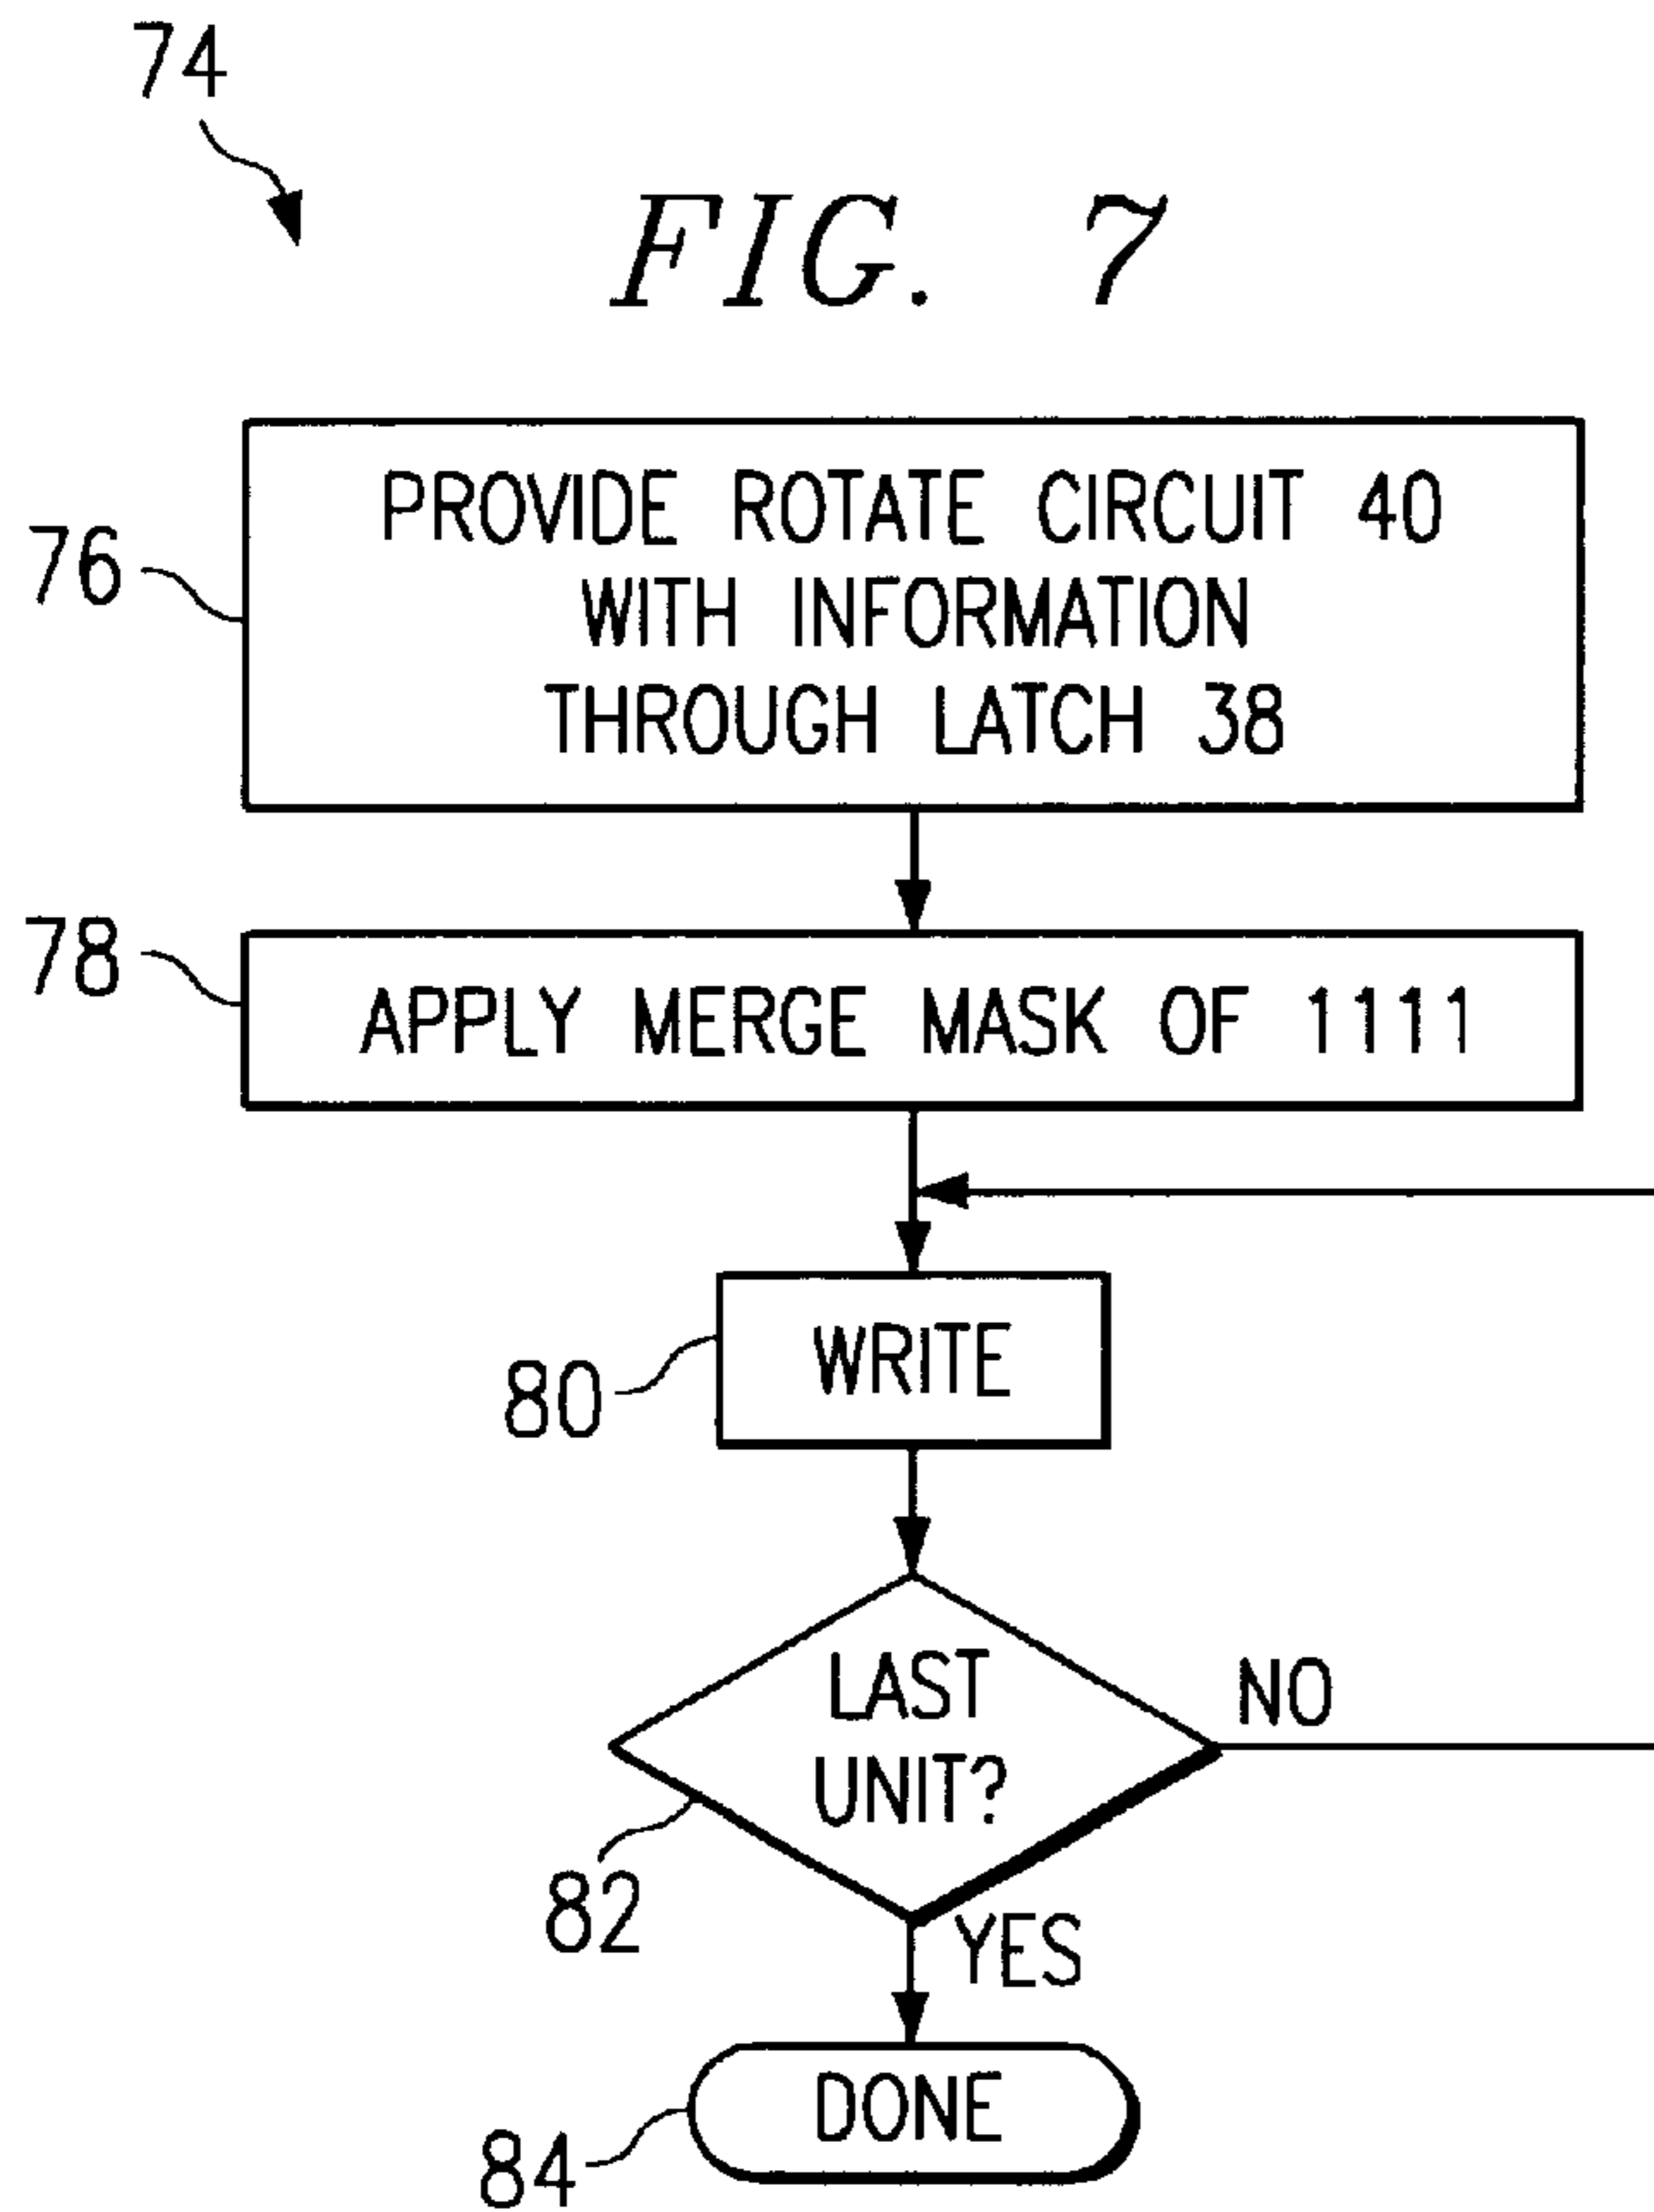 74
FIG. 7
PROVIDE ROTATE CIRCUIT 40
76
WITH INFORMATION
THROUGH LATCH 38
78
APPLY MERGE MASK OF 1111
WRITE
80
LAST
UNIT?
NO
82
YES
DONE
84